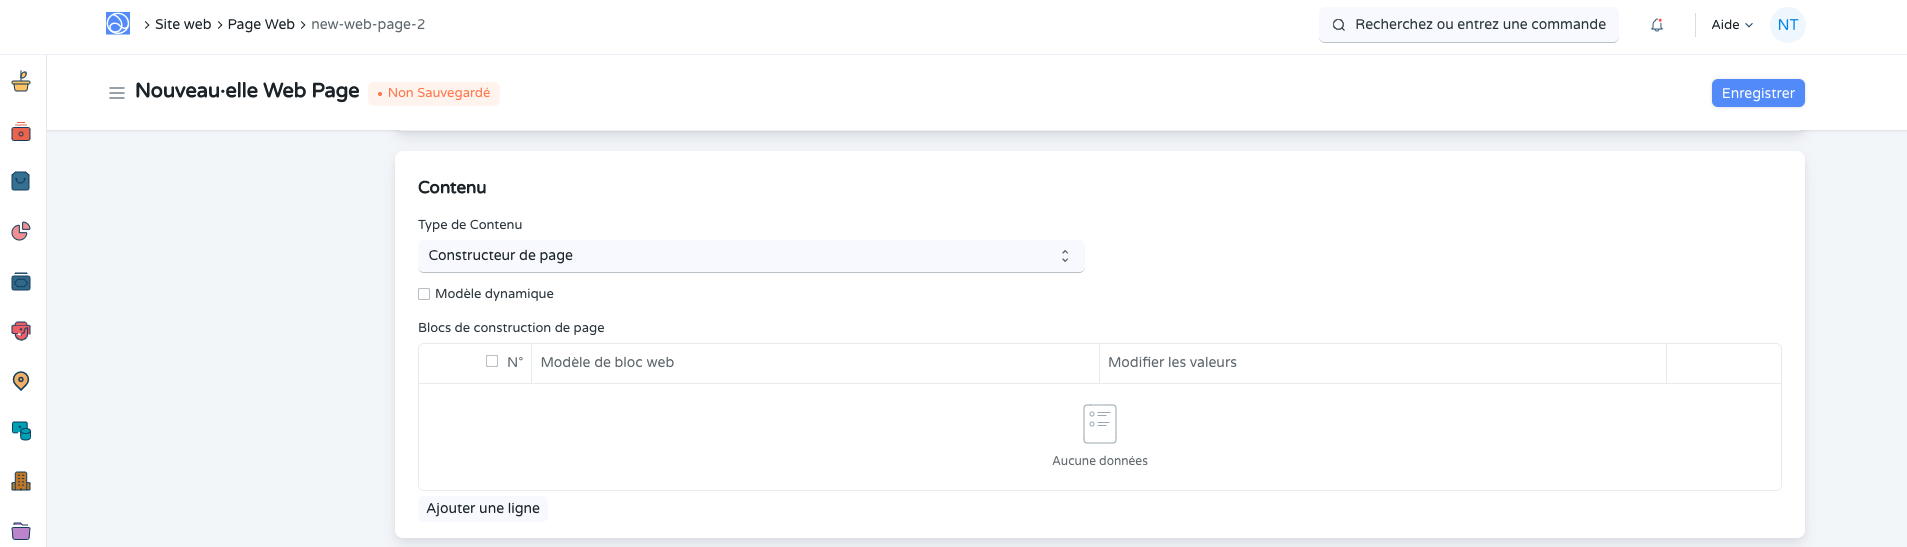 Site web Page Web new-web-page-2 Recherchez ou entrez une commande Aide NT
Nouveau·elle Web Page • Non Sauvegardé Enregistrer
Contenu
Type de Contenu
Constructeur de page
Modèle dynamique
Blocs de construction de page
N° Modèle de bloc web Modifier les valeurs
Aucune données
Ajouter une ligne